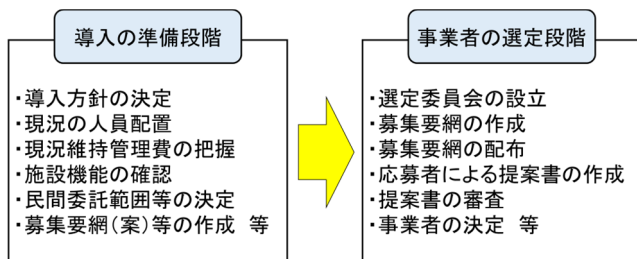 導入の準備段階
・導入方針の決定
・現況の人員配置
・現況維持管理費の把握
・施設機能の確認
・民間委託範囲等の決定
・募集要網(案)等の作成 等
事業者の選定段階
・選定委員会の設立
・募集要網の作成
・募集要網の配布
・応募者による提案書の作成
・提案書の審査
・事業者の決定 等